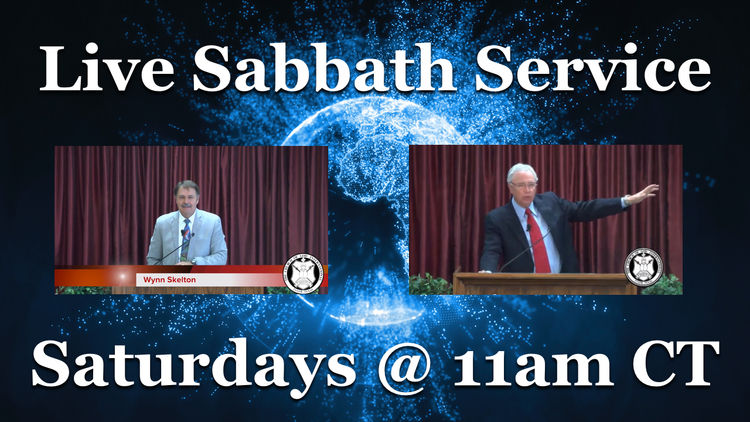 Live Sabbath Service
Wynn Skelton
Saturdays @ 11am CT